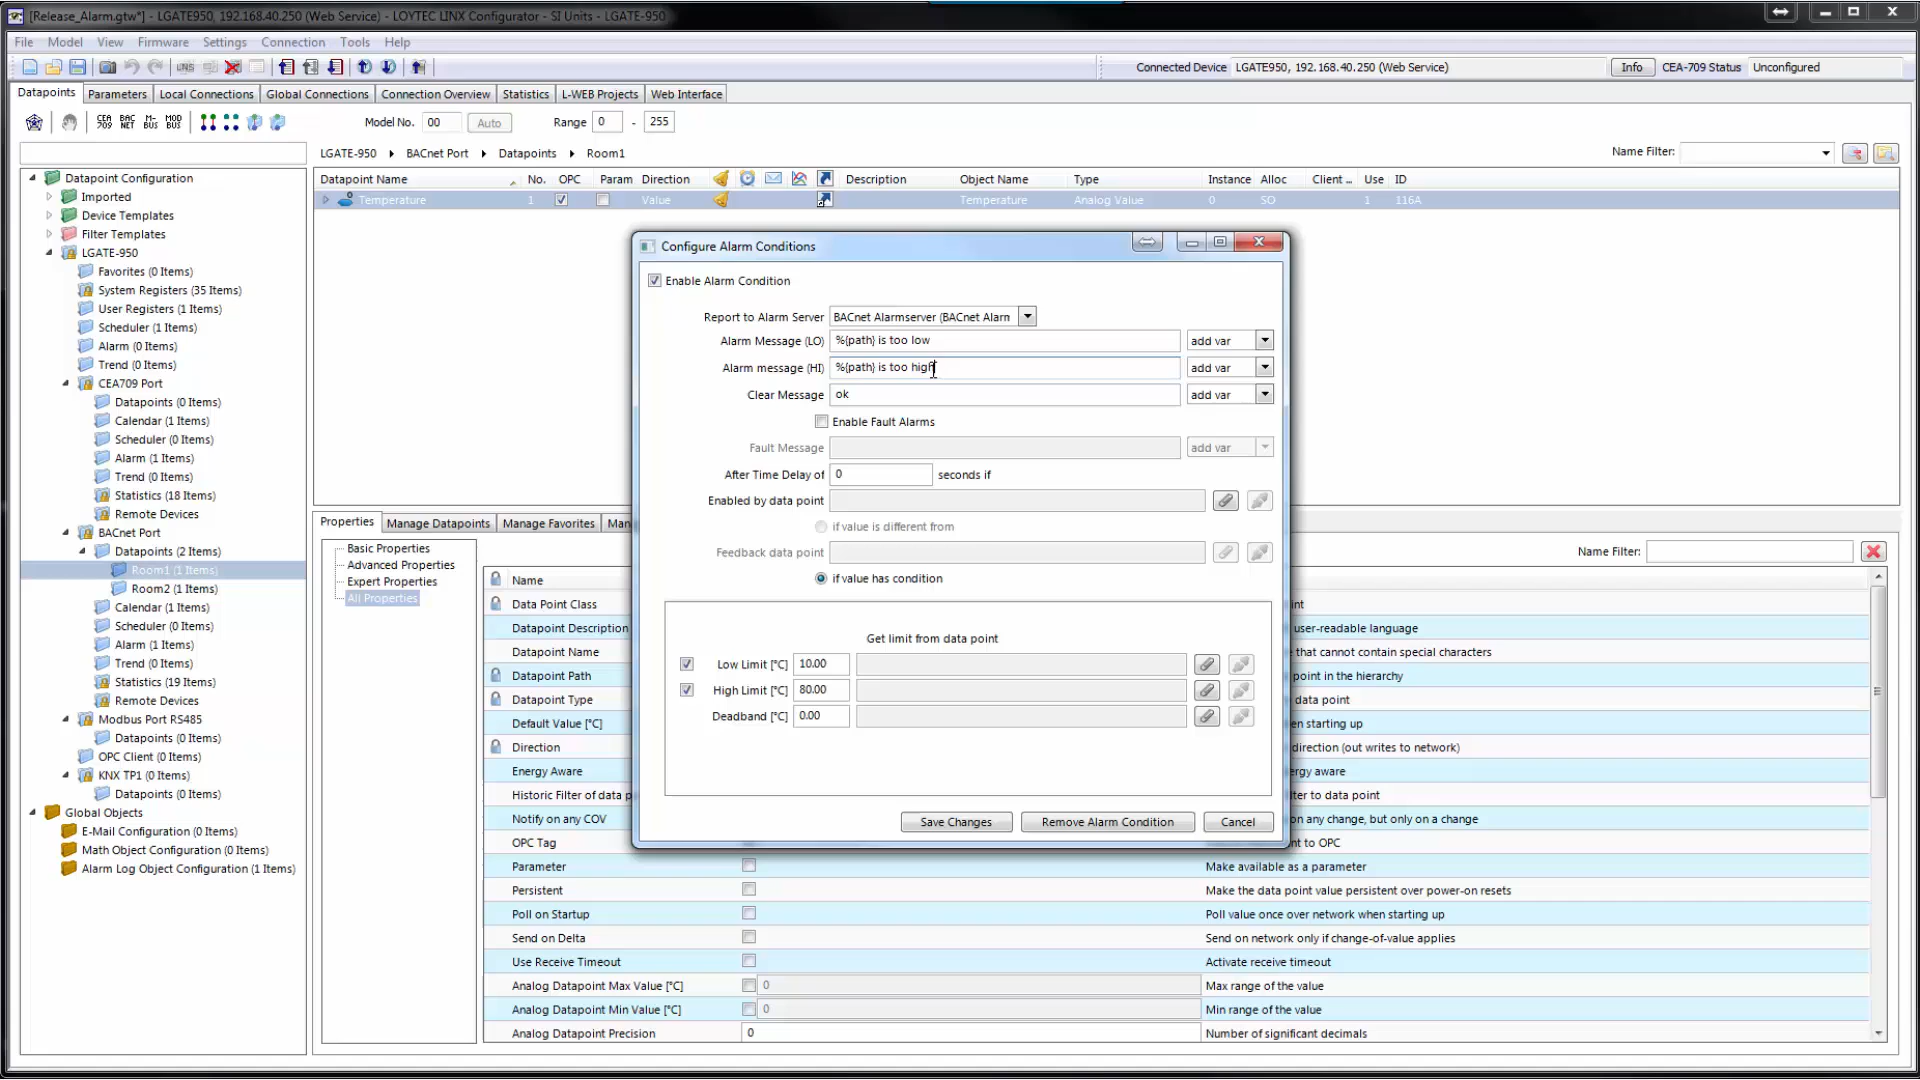 [Release_Alarm.gtw*] - LGATE950, 192.168.40.250 (Web Service) - LOYTEC LINX Configurator - SI Units - LGATE-950
File Model View Firmware Settings Connection Tools Help
LNS Connected Device LGATE950, 192.168.40.250 (Web Service) Info CEA-709 Status Unconfigured
Datapoints Parameters Local Connections Global Connections Connection Overview Statistics L-WEB Projects Web Interface
CEA 709 BAC NET M-BUS MOD BUS Model No. 00 Auto Range 0 - 255
LGATE-950 BACnet Port Datapoints Room1 Name Filter:
Datapoint Name No. OPC Param Direction Description Object Name Type Instance Alloc Client ... Use ID
Temperature 1 Value Temperature Analog Value 0 SO 1 116A
Datapoint Configuration
Imported
Device Templates
Filter Templates
LGATE-950
Favorites (0 Items)
System Registers (35 Items)
User Registers (1 Items)
Scheduler (1 Items)
Alarm (0 Items)
Trend (0 Items)
CEA709 Port
Datapoints (0 Items)
Calendar (1 Items)
Scheduler (0 Items)
Alarm (1 Items)
Trend (0 Items)
Statistics (18 Items)
Remote Devices
BACnet Port
Datapoints (2 Items)
Room1 (1 Items)
Room2 (1 Items)
Calendar (1 Items)
Scheduler (0 Items)
Alarm (1 Items)
Trend (0 Items)
Statistics (19 Items)
Remote Devices
Modbus Port RS485
Datapoints (0 Items)
OPC Client (0 Items)
KNX TP1 (0 Items)
Datapoints (0 Items)
Global Objects
E-Mail Configuration (0 Items)
Math Object Configuration (0 Items)
Alarm Log Object Configuration (1 Items)
Configure Alarm Conditions
Enable Alarm Condition
Report to Alarm Server BACnet Alarmserver (BACnet Alarn
Alarm Message (LO) %{path} is too low add var
Alarm message (HI) %{path} is too high add var
Clear Message ok add var
Enable Fault Alarms
Fault Message add var
After Time Delay of 0 seconds if
Enabled by data point
if value is different from
Feedback data point
if value has condition
Get limit from data point
Low Limit [°C] 10.00
High Limit [°C] 80.00
Deadband [°C] 0.00
Save Changes Remove Alarm Condition Cancel
Properties Manage Datapoints Manage Favorites Man
Basic Properties
Advanced Properties
Expert Properties
All Properties
Name Filter:
Name
Data Point Class int
Datapoint Description user-readable language
Datapoint Name e that cannot contain special characters
Datapoint Path point in the hierarchy
Datapoint Type data point
Default Value [°C] en starting up
Direction direction (out writes to network)
Energy Aware ergy aware
Historic Filter of data p lter to data point
Notify on any COV on any change, but only on a change
OPC Tag nt to OPC
Parameter Make available as a parameter
Persistent Make the data point value persistent over power-on resets
Poll on Startup Poll value once over network when starting up
Send on Delta Send on network only if change-of-value applies
Use Receive Timeout Activate receive timeout
Analog Datapoint Max Value [°C] 0 Max range of the value
Analog Datapoint Min Value [°C] 0 Min range of the value
Analog Datapoint Precision 0 Number of significant decimals